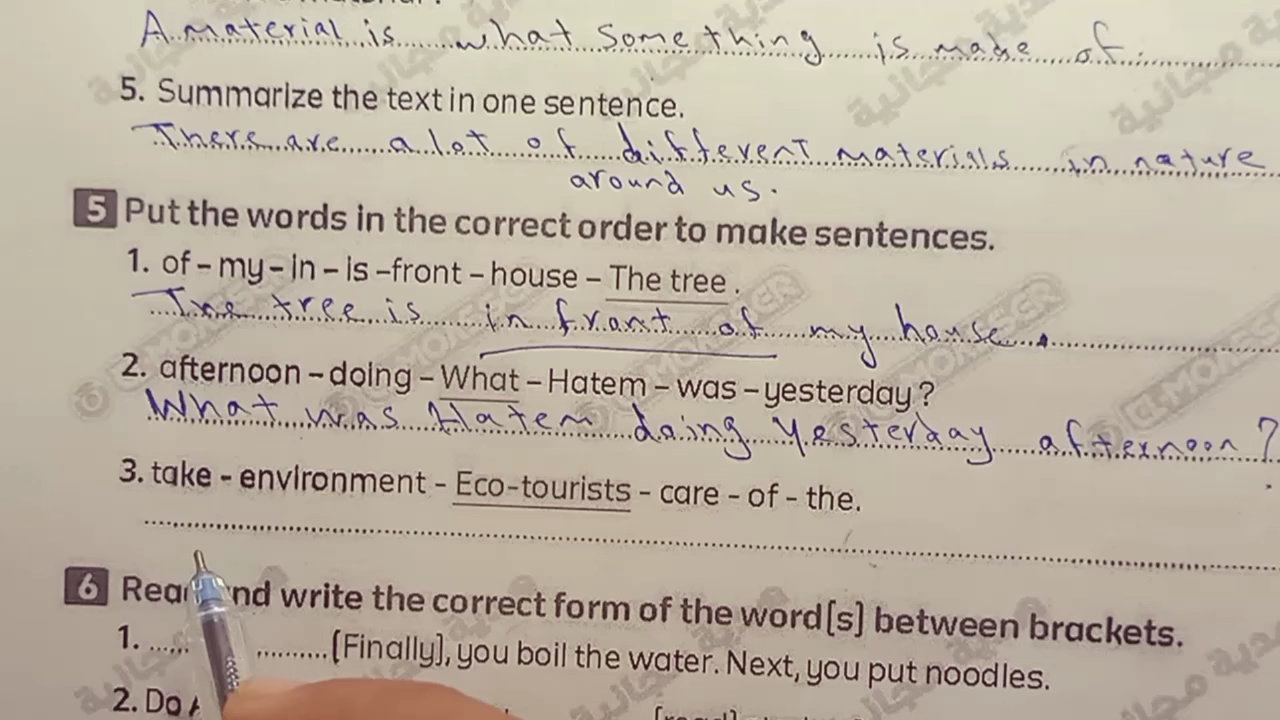 A material is what something is made of.
5. Summarize the text in one sentence.
There are a lot of different materials in nature
around us.
5 Put the words in the correct order to make sentences.
1. of – my – in – is –front – house – The tree .
The tree is in front of my house.
2. afternoon – doing – What – Hatem – was – yesterday ?
What was Hatem doing yesterday afternoon?
3. take - environment - Eco-tourists - care - of - the.
6 Read and write the correct form of the word[s] between brackets.
1. .............. [Finally], you boil the water. Next, you put noodles.
2. Do